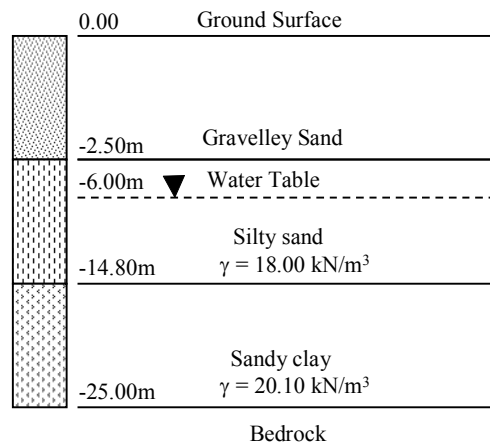 0.00 Ground Surface
Gravelley Sand
-2.50m
-6.00m Water Table
Silty sand
γ = 18.00 kN/m³
-14.80m
Sandy clay
γ = 20.10 kN/m³
-25.00m
Bedrock